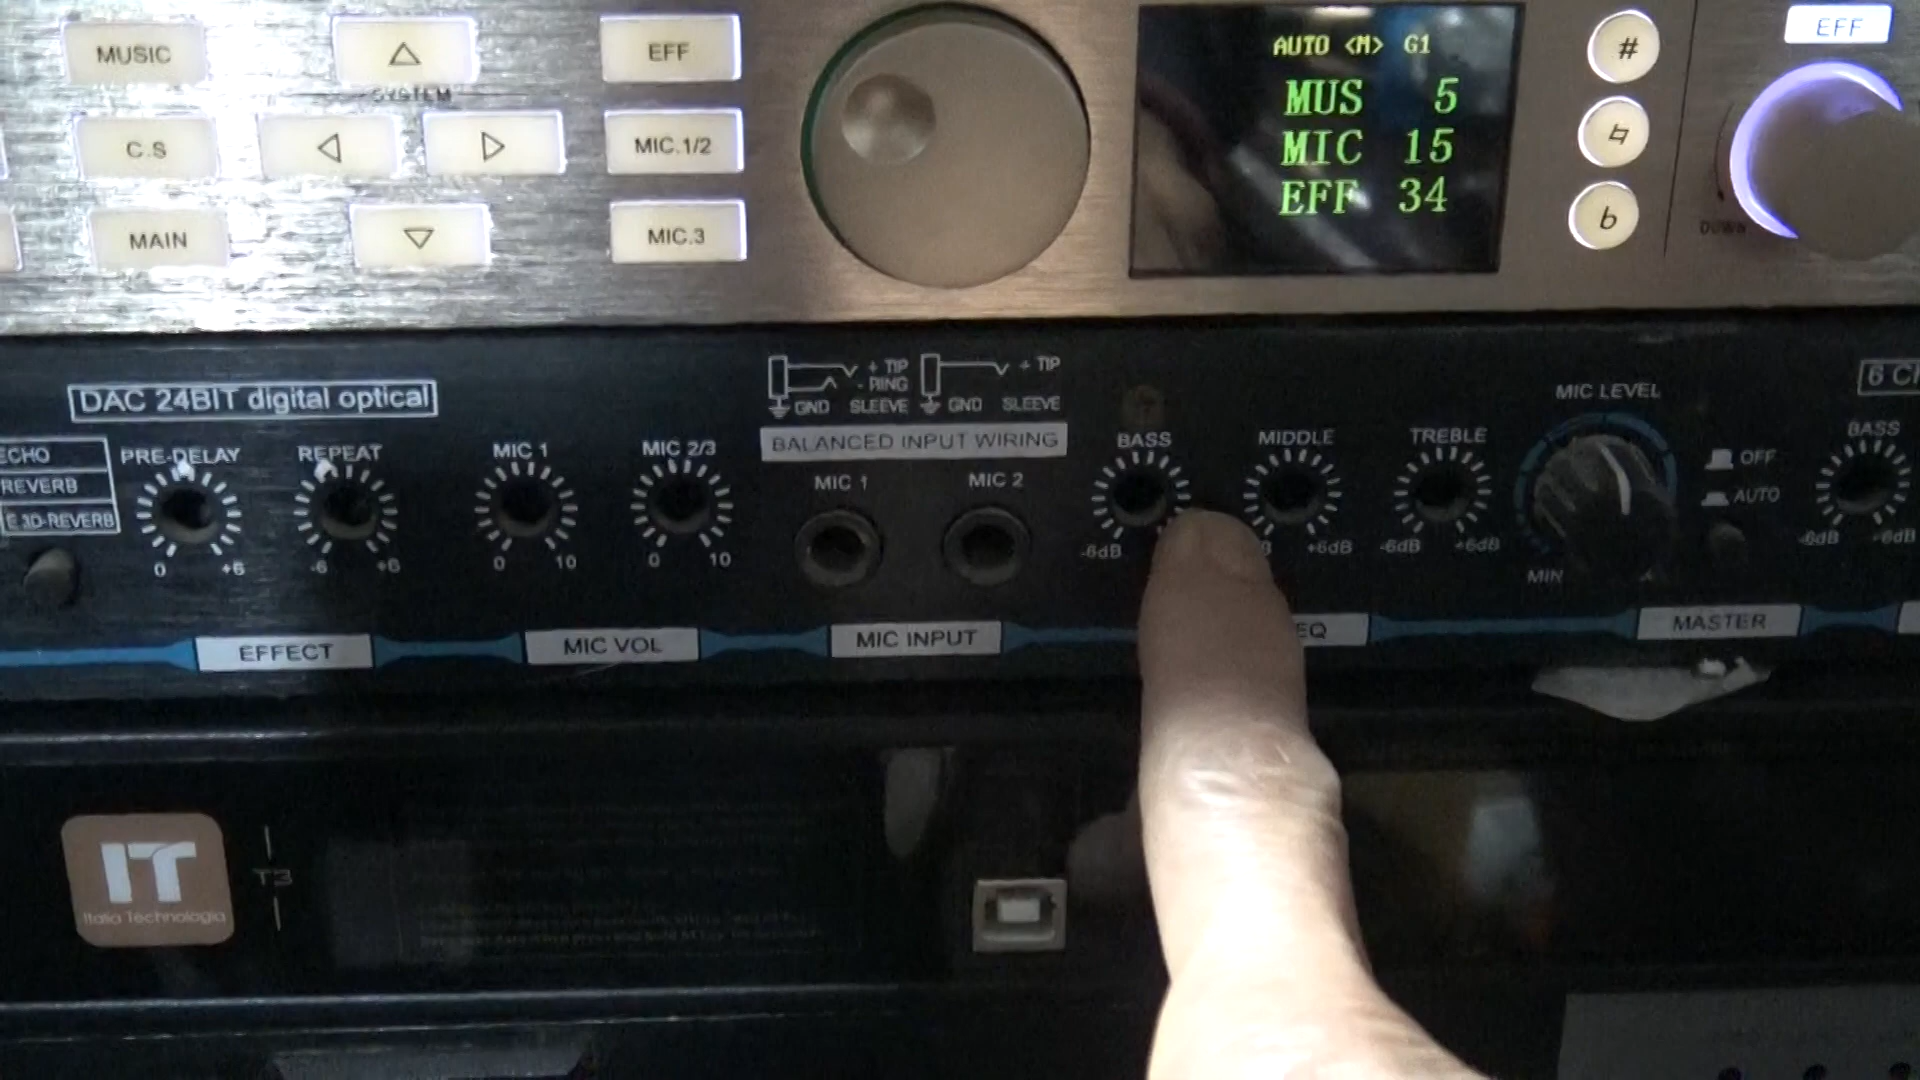 MUSIC
EFF
SYSTEM
C.S
MIC.1/2
MAIN
MIC.3
AUTO <M> G1
MUS 5
MIC 15
EFF 34
#
♮
b
EFF
DOWN
DAC 24BIT digital optical
+ TIP
- RING
GND SLEEVE
+ TIP
GND SLEEVE
BALANCED INPUT WIRING
ECHO
REVERB
3D-REVERB
PRE-DELAY
0 +6
REPEAT
-6 +6
MIC 1
0 10
MIC 2/3
0 10
MIC 1
MIC 2
BASS
-6dB
MIDDLE
+6dB
TREBLE
-6dB +6dB
MIC LEVEL
MIN
OFF
AUTO
6 CH
BASS
-6dB +6dB
EFFECT
MIC VOL
MIC INPUT
EQ
MASTER
IT
Italia Technologia
T3